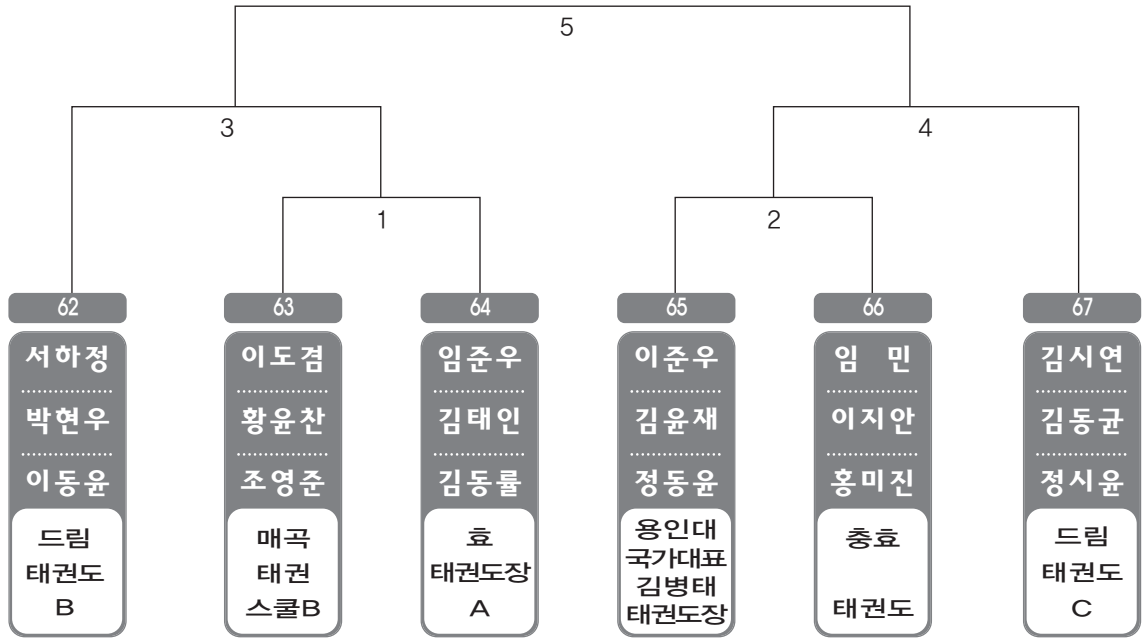 5
3
4
1
2
62
서하정
박현우
이동윤
드림
태권도
B
63
이도겸
황윤찬
조영준
매곡
태권
스쿨B
64
임준우
김태인
김동률
효
태권도장
A
65
이준우
김윤재
정동윤
용인대
국가대표
김병태
태권도장
66
임 민
이지안
홍미진
충효
태권도
67
김시연
김동균
정시윤
드림
태권도
C